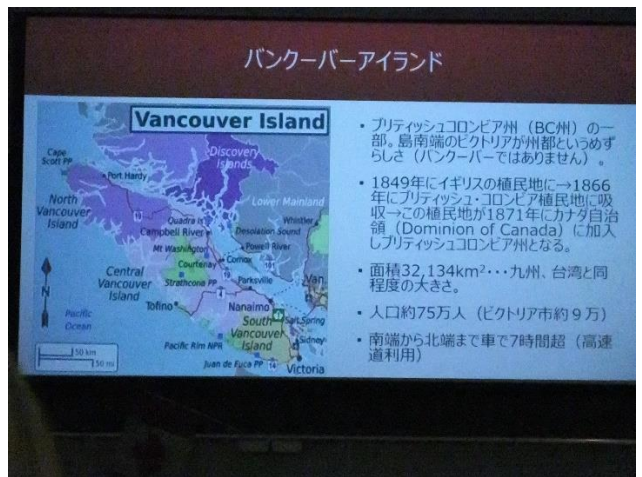 バンクーバーアイランド
Vancouver Island
Cape
Scott PP
Port Hardy
Discovery
Islands
North
Vancouver
Island
Lower Mainland
Quadra Is
Campbell River
Whistler
Desolation Sound
Mt Washington
Powell River
Courtenay
Comox
101
19
Central
Vancouver
Island
Strathcona PP
Parksville
Van.
Tofino
4
Nanaimo
Pacific
Ocean
South
Vancouver
Island
Salt Spring
Sidney
Pacific Rim NPR
Juan de Fuca PP
14
Victoria
N
50 km
50 mi
• ブリティッシュコロンビア州（BC州）の一
部。島南端のビクトリアが州都というめず
らしさ（バンクーバーではありません）。
• 1849年にイギリスの植民地に→1866
年にブリティッシュ・コロンビア植民地に吸
収→この植民地が1871年にカナダ自治
領（Dominion of Canada）に加入
しブリティッシュコロンビア州となる。
• 面積32,134km²・・・九州、台湾と同
程度の大きさ。
• 人口約75万人（ビクトリア市約９万）
• 南端から北端まで車で7時間超（高速
道利用）